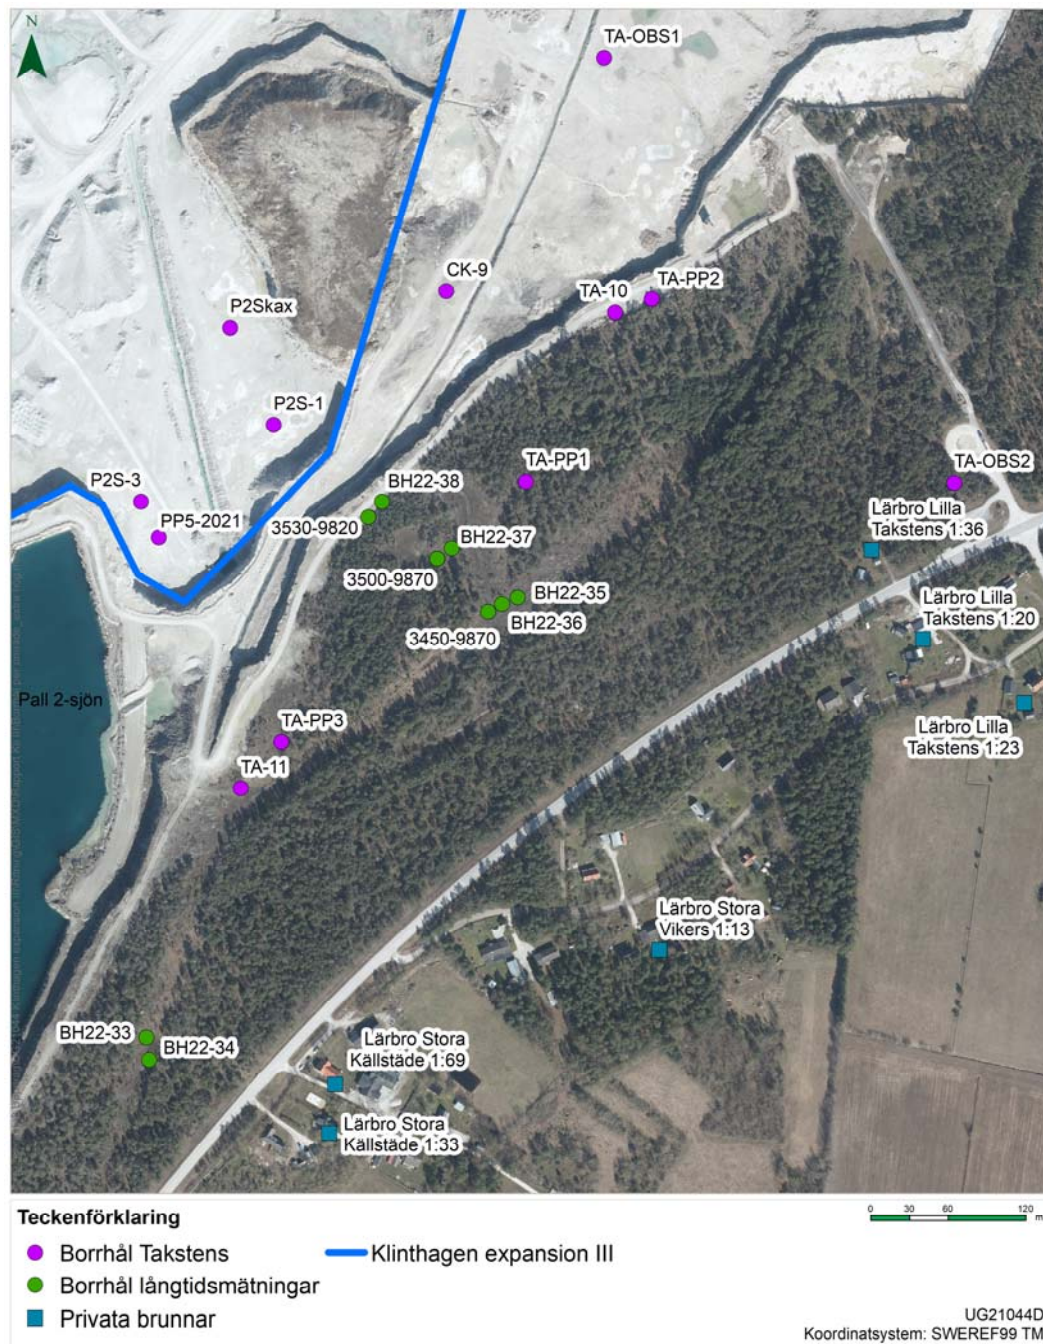 N
TA-OBS1
CK-9
TA-PP2
TA-10
P2Skax
P2S-1
P2S-3
PP5-2021
BH22-38
3530-9820
TA-PP1
TA-OBS2
Lärbro Lilla
Takstens 1:36
BH22-37
3500-9870
BH22-35
BH22-36
3450-9870
Lärbro Lilla
Takstens 1:20
Pall 2-sjön
TA-PP3
TA-11
Lärbro Lilla
Takstens 1:23
Lärbro Stora
Vikers 1:13
BH22-33
BH22-34
Lärbro Stora
Källstäde 1:69
Lärbro Stora
Källstäde 1:33
Teckenförklaring
0 30 60 120
m
Borrhål Takstens
Klinthagen expansion III
Borrhål långtidsmätningar
Privata brunnar
UG21044D
Koordinatsystem: SWEREF99 TM